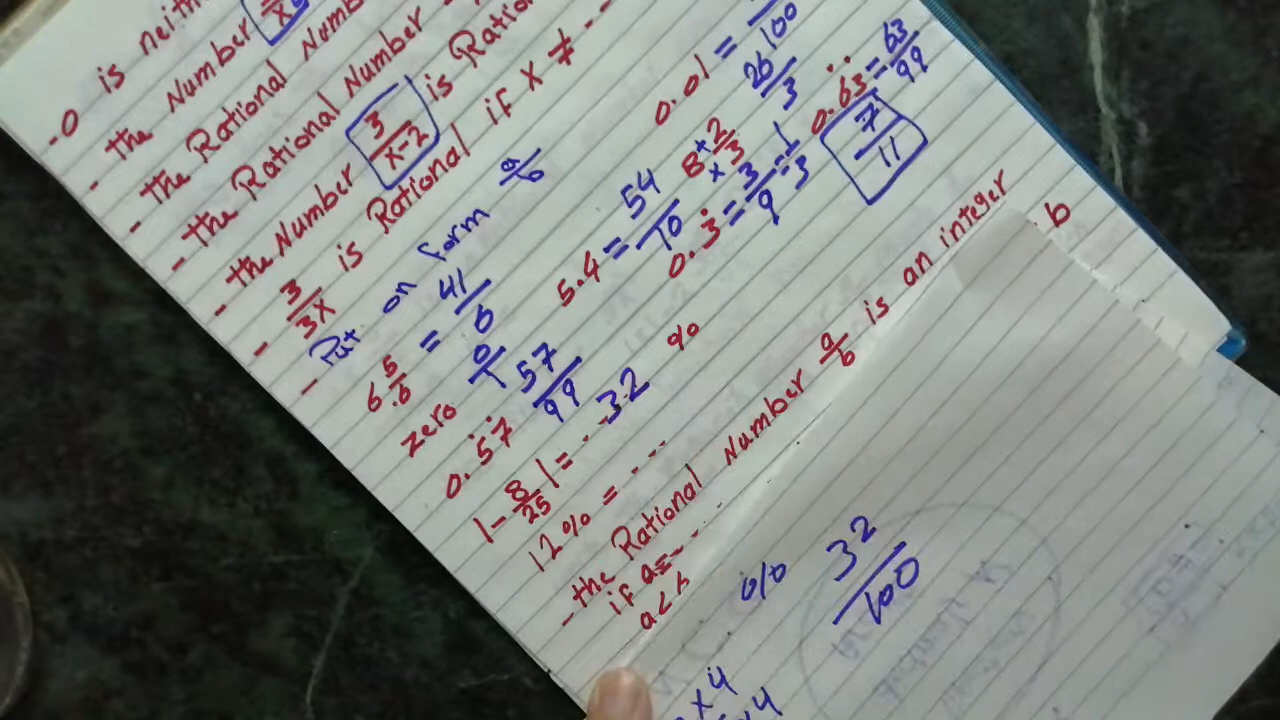 - 0 is neith
- the Number
- the Rational Numb
- the Rational Number
- the Number 3/x-2 is Ratio
- 3/3x is Rational if x ≠ ...
- Put on form a/b
6 5/6 = 41/6
5.4 = 54/10
0.01 = /100
zero 0/1
8 + 2/3 26/3
×
0.5̇7̇ 57/99
0.3̇ = 3/9 = 1/3
0.6̇3̇ = 63/99
7/11
|-8/25| = ... 32 %
12% = ...
- the Rational Number a/b is an integer
if a = ... b
a < b
% 32/100
× 4
× 4